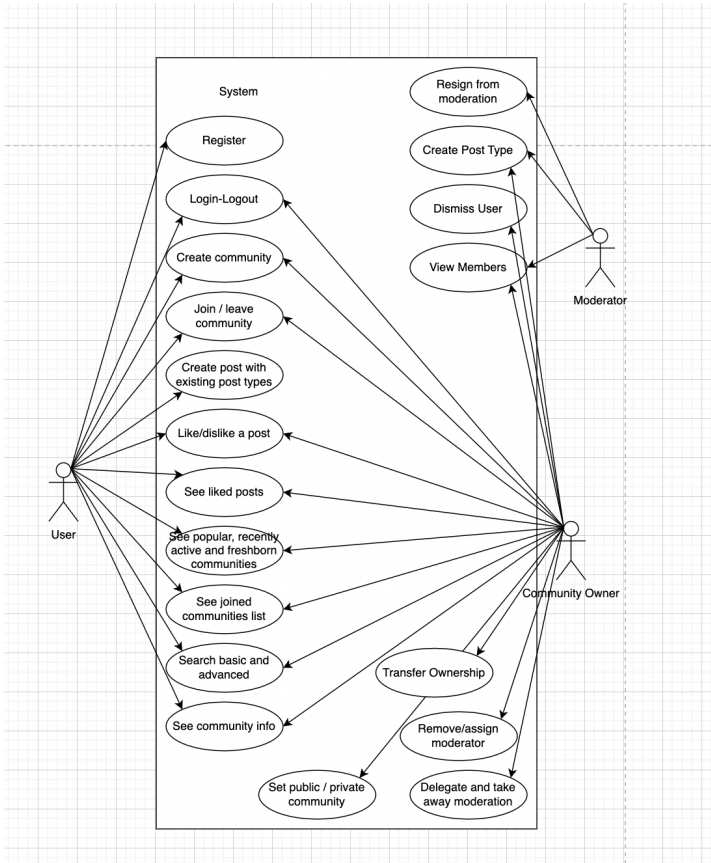 System
Register
Login-Logout
Create community
Join / leave
community
Create post with
existing post types
Like/dislike a post
See liked posts
See popular, recently
active and freshborn
communities
See joined
communities list
Search basic and
advanced
See community info
Resign from
moderation
Create Post Type
Dismiss User
View Members
Moderator
User
Community Owner
Transfer Ownership
Remove/assign
moderator
Set public / private
community
Delegate and take
away moderation